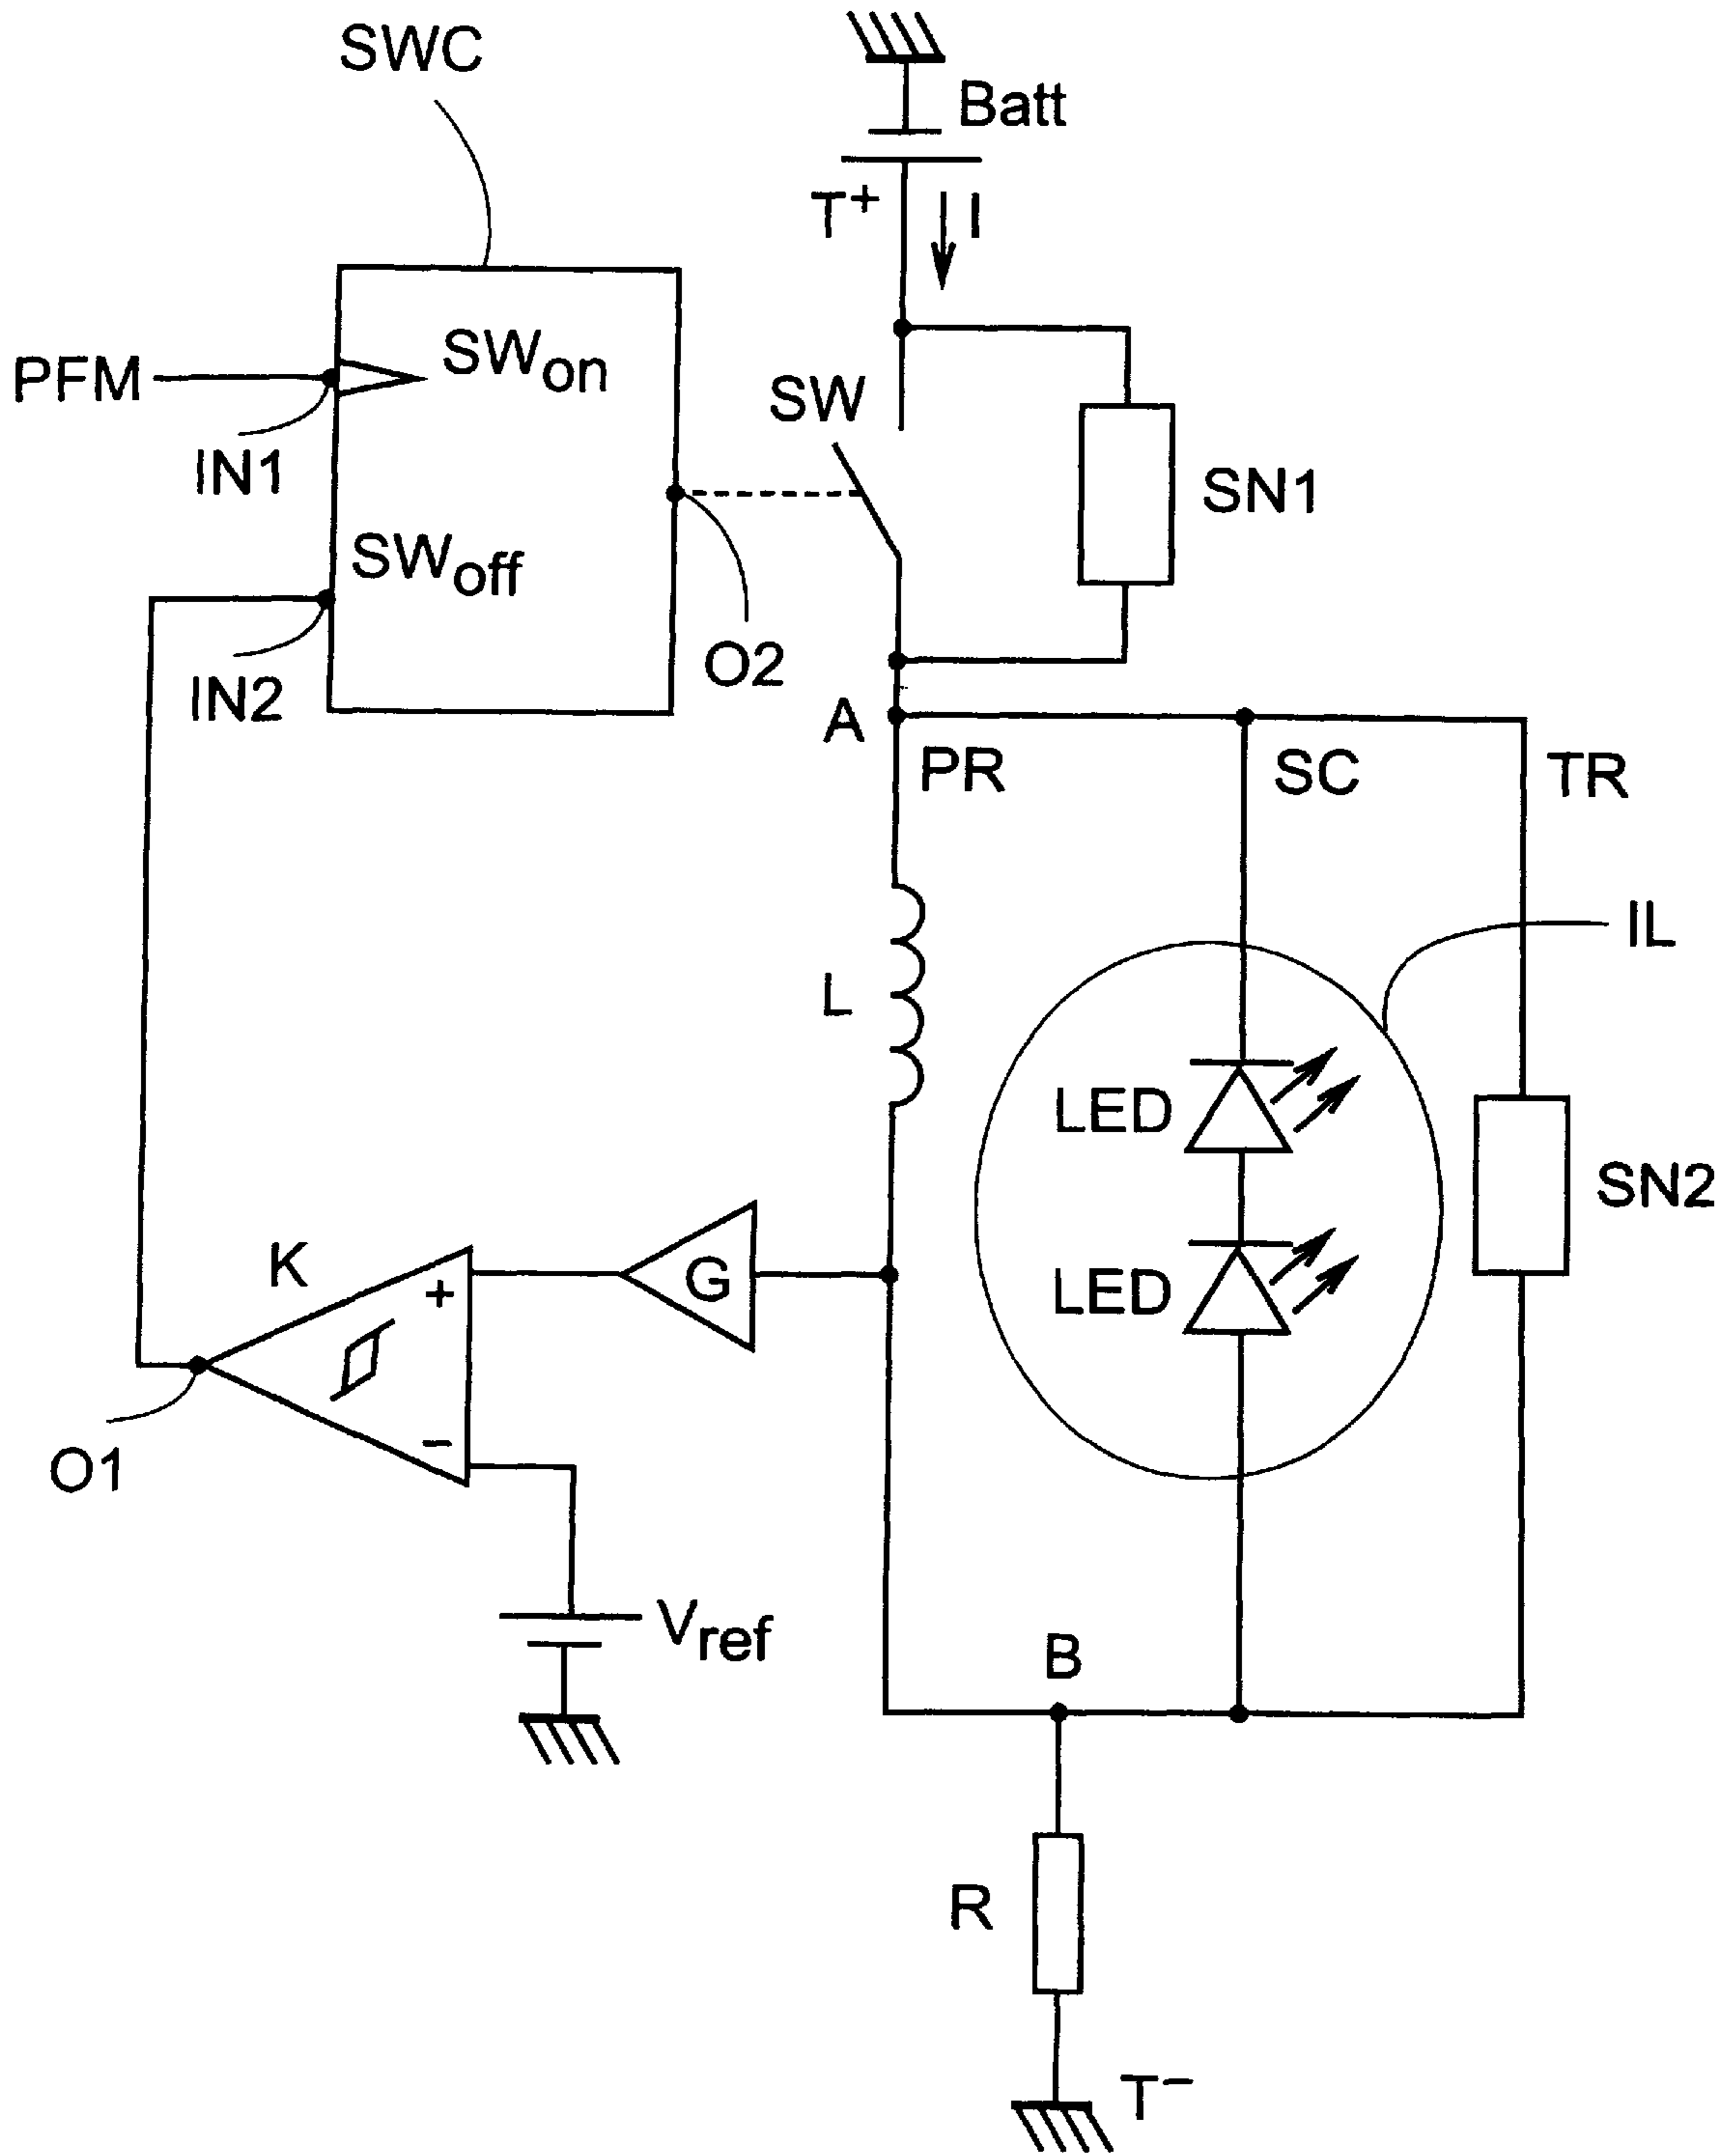 SWC
Batt
T+
I
PFM
SWon
SW
IN1
SN1
SWoff
O2
IN2
A
PR
SC
TR
IL
L
LED
SN2
K
+
G
LED
−
O1
Vref
B
R
T−